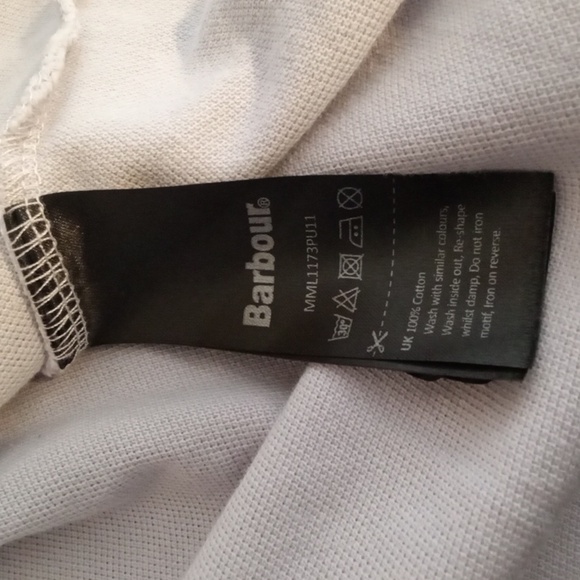 Barbour®
MML1173PU11
30°
UK 100% Cotton
Wash with similar colours,
Wash inside out, Re-shape
whilst damp, Do not iron
motif, Iron on reverse.